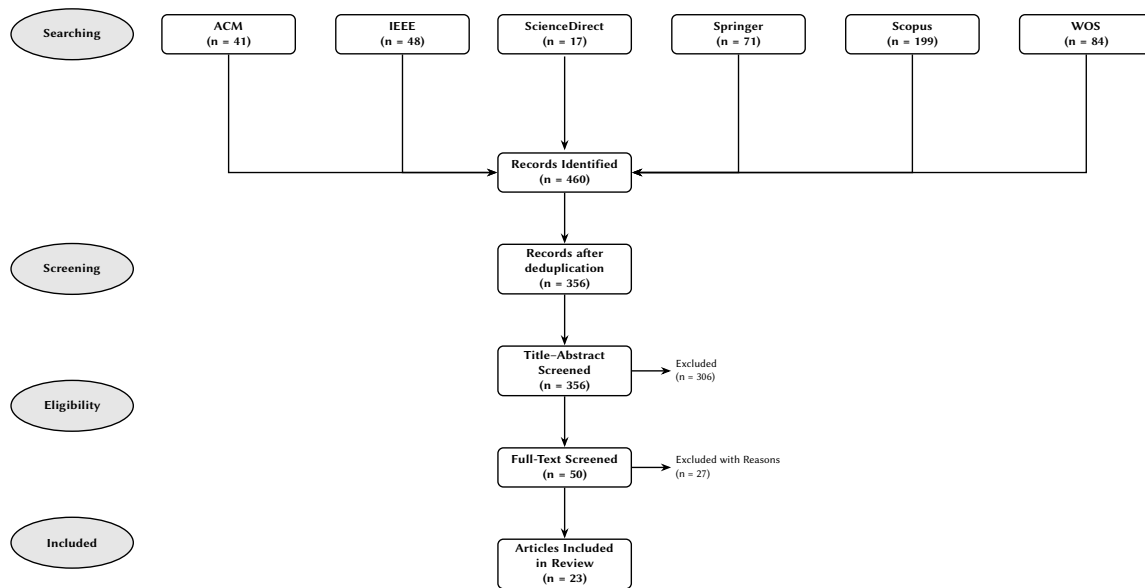 Searching
ACM
(n = 41)
IEEE
(n = 48)
ScienceDirect
(n = 17)
Springer
(n = 71)
Scopus
(n = 199)
WOS
(n = 84)
Records Identified
(n = 460)
Screening
Records after
deduplication
(n = 356)
Title–Abstract
Screened
(n = 356)
Excluded
(n = 306)
Eligibility
Full-Text Screened
(n = 50)
Excluded with Reasons
(n = 27)
Included
Articles Included
in Review
(n = 23)